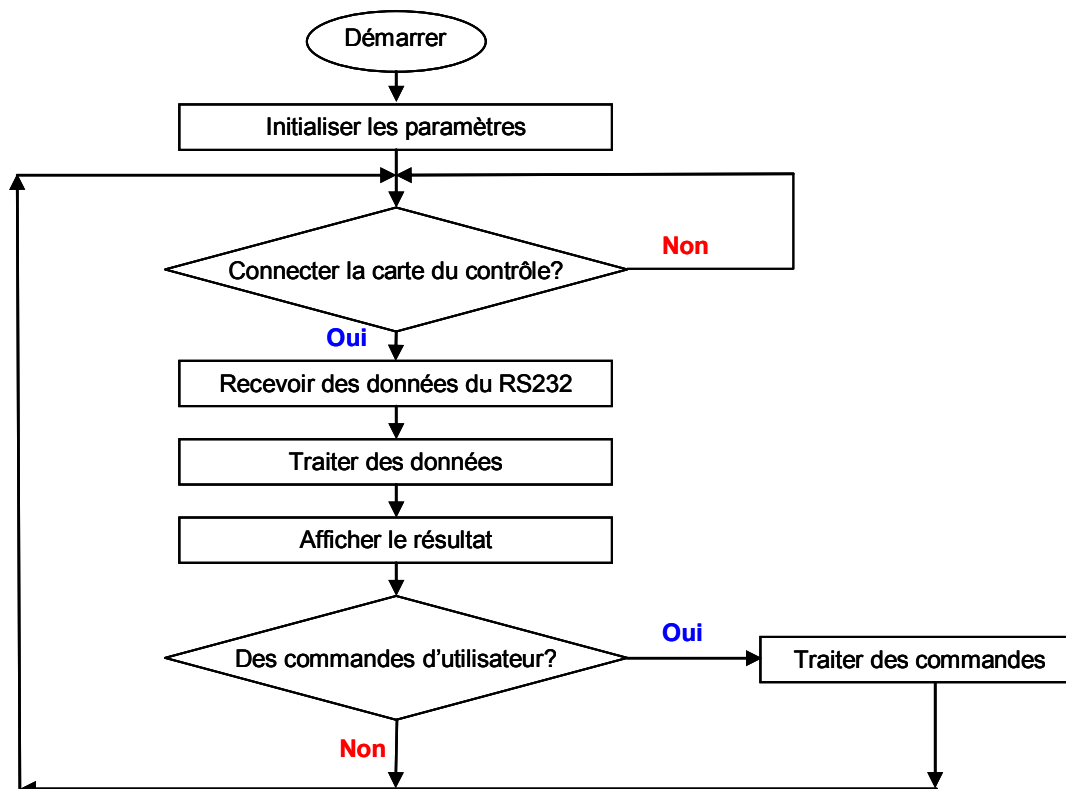 Démarrer
Initialiser les paramètres
Non
Connecter la carte du contrôle?
Oui
Recevoir des données du RS232
Traiter des données
Afficher le résultat
Des commandes d'utilisateur?
Oui
Traiter des commandes
Non